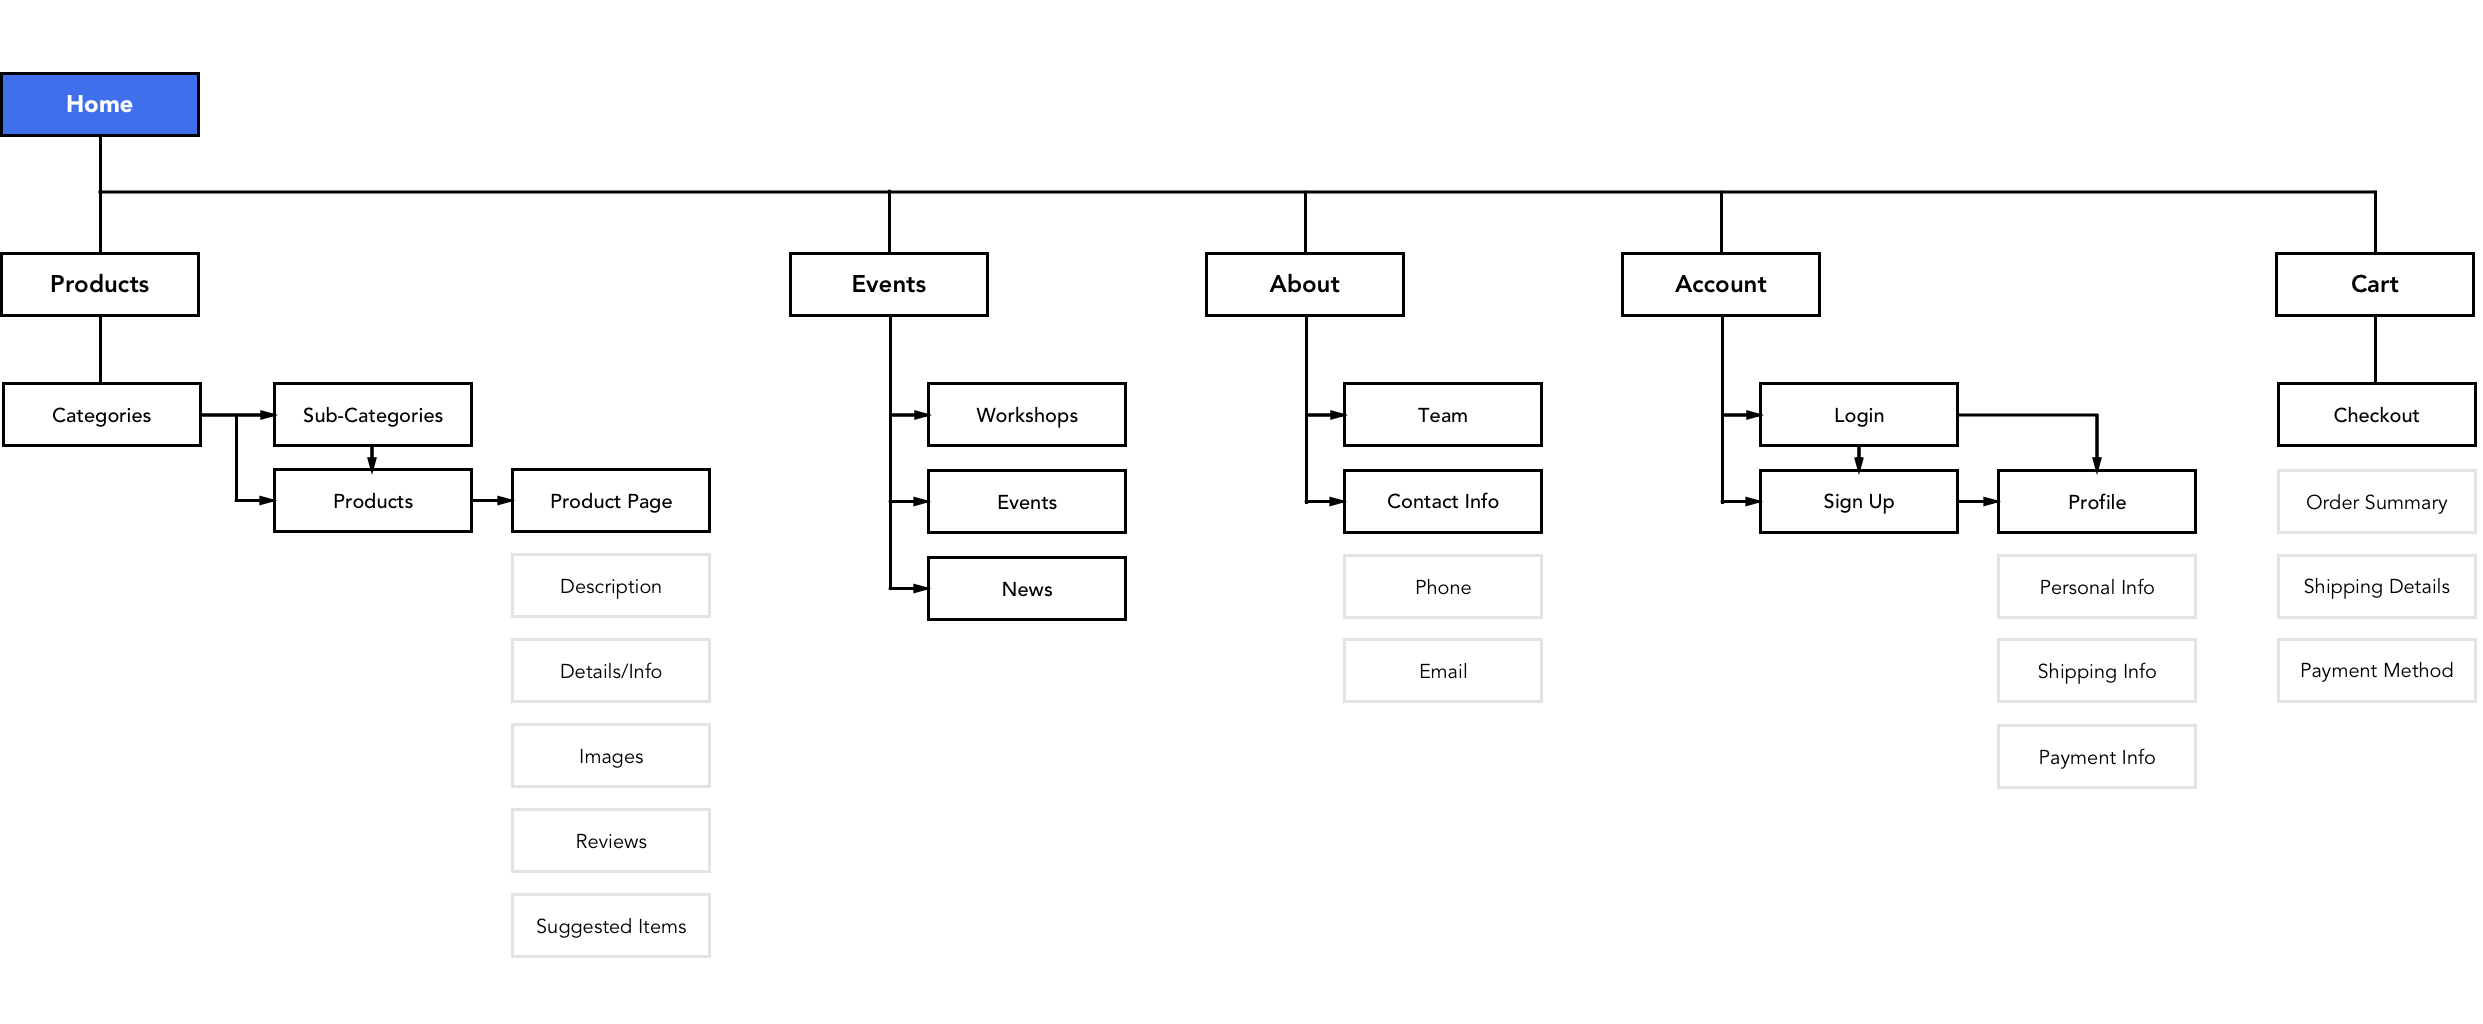 Home
Products
Events
About
Account
Cart
Categories
Sub-Categories
Workshops
Team
Login
Checkout
Products
Product Page
Events
Contact Info
Sign Up
Profile
Order Summary
Description
News
Phone
Personal Info
Shipping Details
Details/Info
Email
Shipping Info
Payment Method
Images
Payment Info
Reviews
Suggested Items